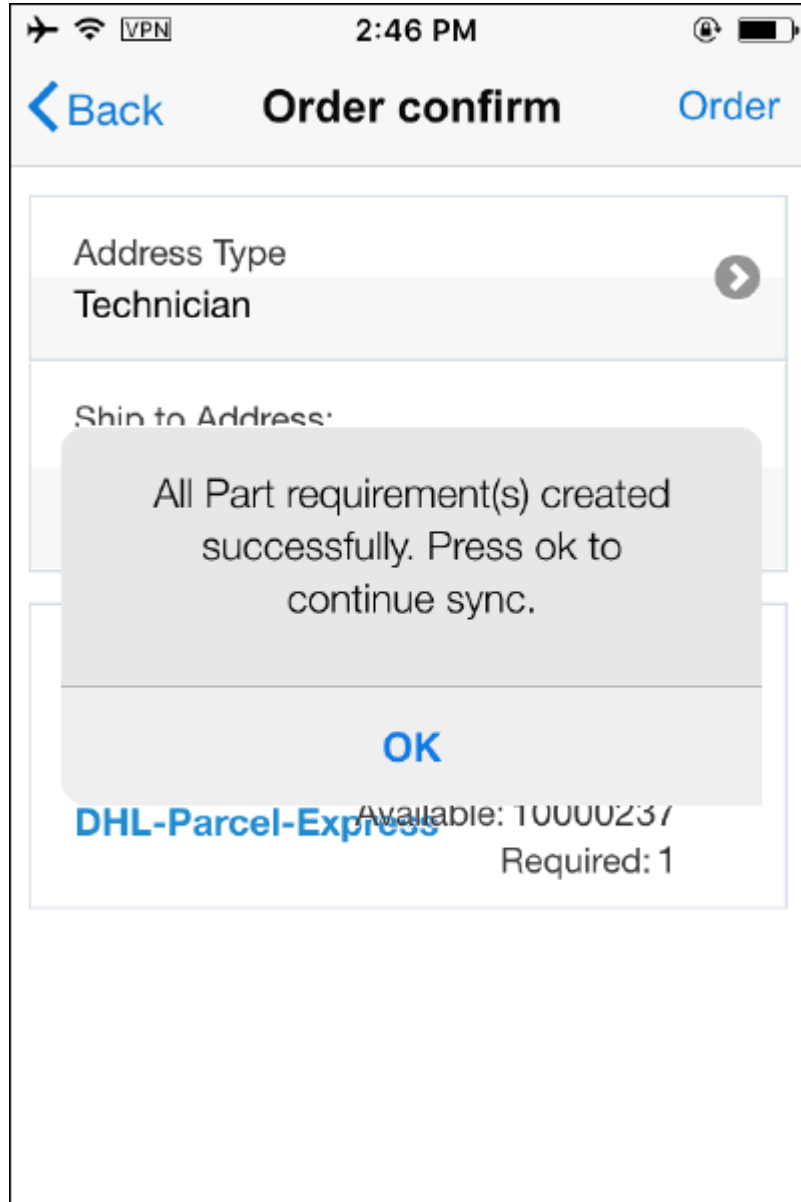 VPN 2:46 PM
Back Order confirm Order
Address Type
Technician
Ship to Address:
All Part requirement(s) created
successfully. Press ok to
continue sync.
OK
DHL-Parcel-Express Available: 10000237
Required: 1